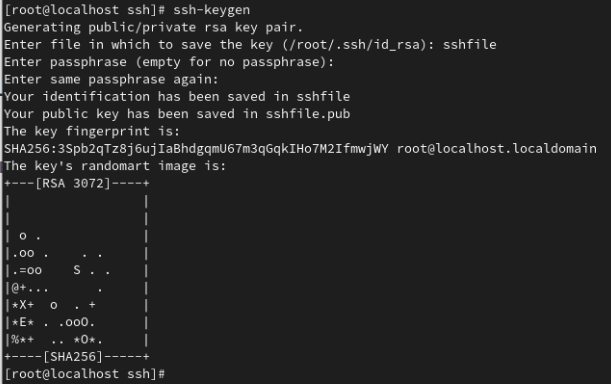 [root@localhost ssh]# ssh-keygen
Generating public/private rsa key pair.
Enter file in which to save the key (/root/.ssh/id_rsa): sshfile
Enter passphrase (empty for no passphrase):
Enter same passphrase again:
Your identification has been saved in sshfile
Your public key has been saved in sshfile.pub
The key fingerprint is:
SHA256:3Spb2qTz8j6ujIaBhdgqmU67m3qGqkIHo7M2IfmwjWY root@localhost.localdomain
The key's randomart image is:
+---[RSA 3072]----+
|                 |
|                 |
| o .             |
|.oo .    . .     |
|.=oo    S . .    |
|@+...      .     |
|*X+  o  . +      |
|*E* . .ooO.      |
|%*+  .. *O*.     |
+----[SHA256]-----+
[root@localhost ssh]#